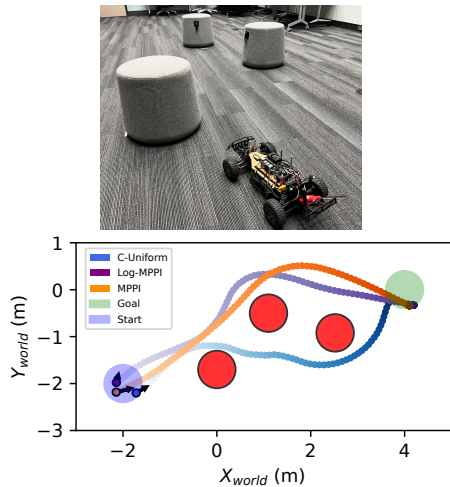 1
0
−1
−2
−3
Y_world (m)
C-Uniform
Log-MPPI
MPPI
Goal
Start
−2 0 2 4
X_world (m)